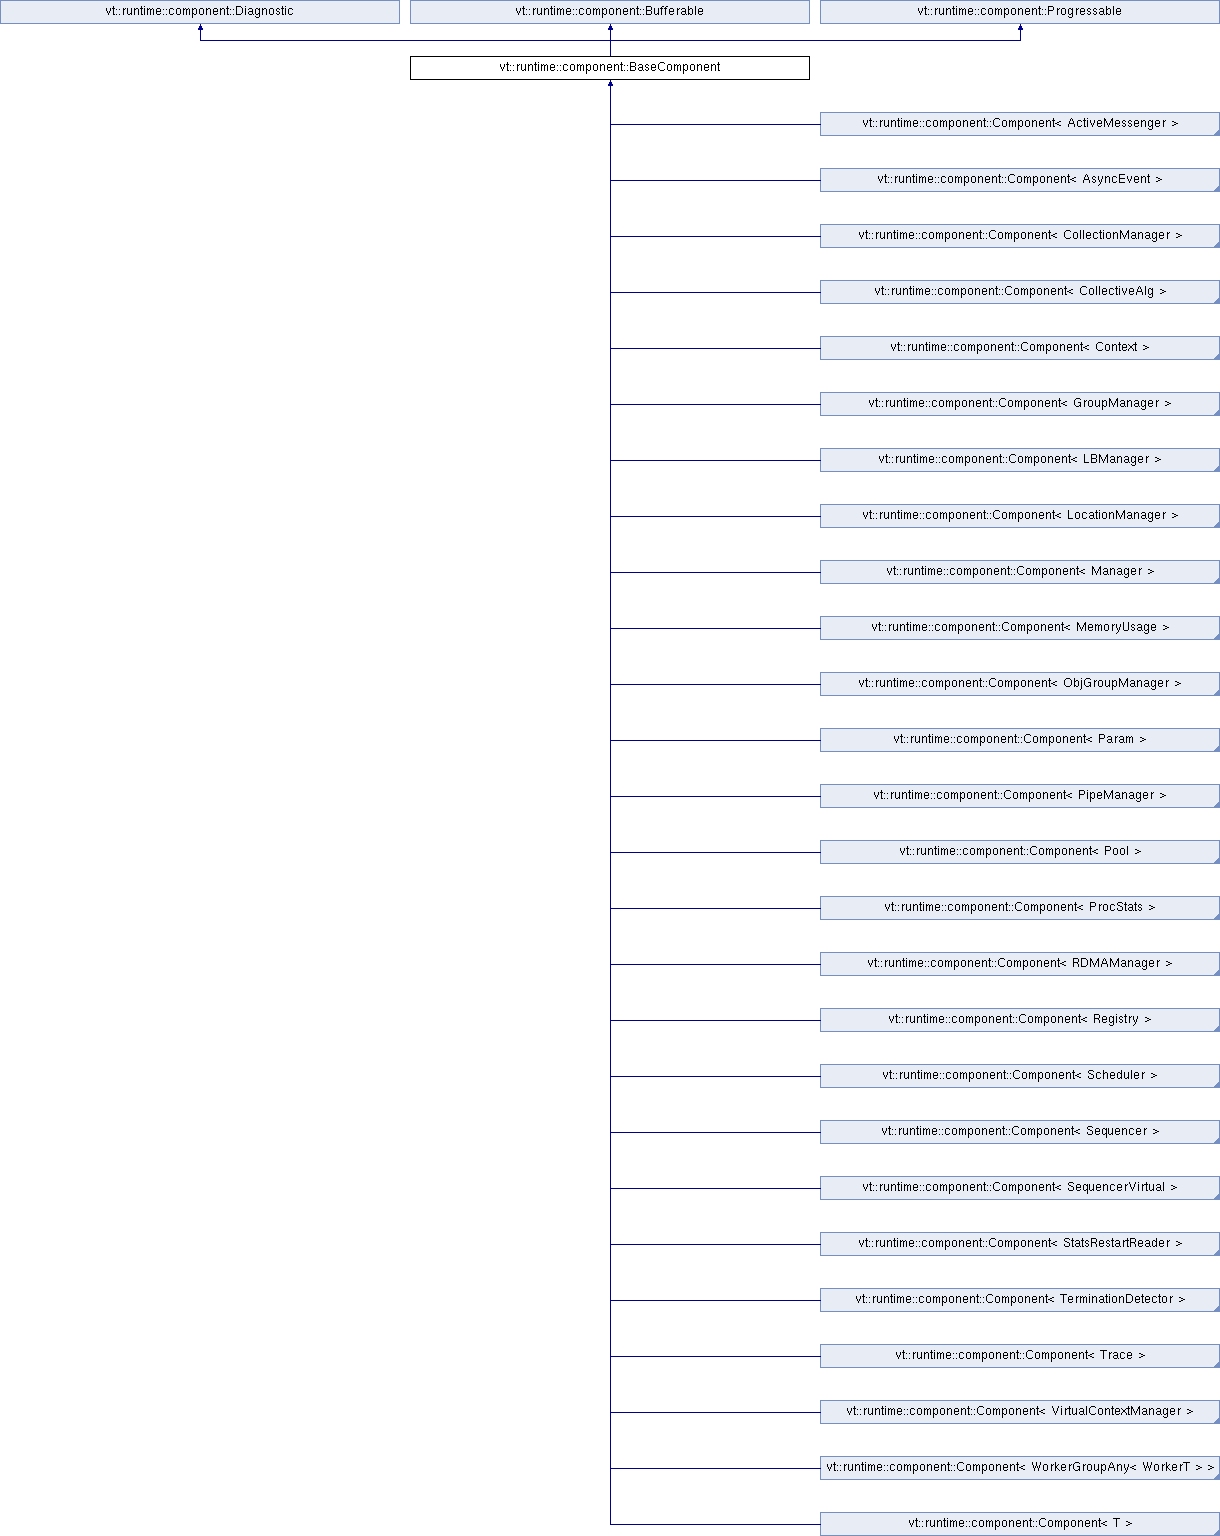 vt::runtime::component::Diagnostic
vt::runtime::component::Bufferable
vt::runtime::component::Progressable
vt::runtime::component::BaseComponent
vt::runtime::component::Component< ActiveMessenger >
vt::runtime::component::Component< AsyncEvent >
vt::runtime::component::Component< CollectionManager >
vt::runtime::component::Component< CollectiveAlg >
vt::runtime::component::Component< Context >
vt::runtime::component::Component< GroupManager >
vt::runtime::component::Component< LBManager >
vt::runtime::component::Component< LocationManager >
vt::runtime::component::Component< Manager >
vt::runtime::component::Component< MemoryUsage >
vt::runtime::component::Component< ObjGroupManager >
vt::runtime::component::Component< Param >
vt::runtime::component::Component< PipeManager >
vt::runtime::component::Component< Pool >
vt::runtime::component::Component< ProcStats >
vt::runtime::component::Component< RDMAManager >
vt::runtime::component::Component< Registry >
vt::runtime::component::Component< Scheduler >
vt::runtime::component::Component< Sequencer >
vt::runtime::component::Component< SequencerVirtual >
vt::runtime::component::Component< StatsRestartReader >
vt::runtime::component::Component< TerminationDetector >
vt::runtime::component::Component< Trace >
vt::runtime::component::Component< VirtualContextManager >
vt::runtime::component::Component< WorkerGroupAny< WorkerT > >
vt::runtime::component::Component< T >